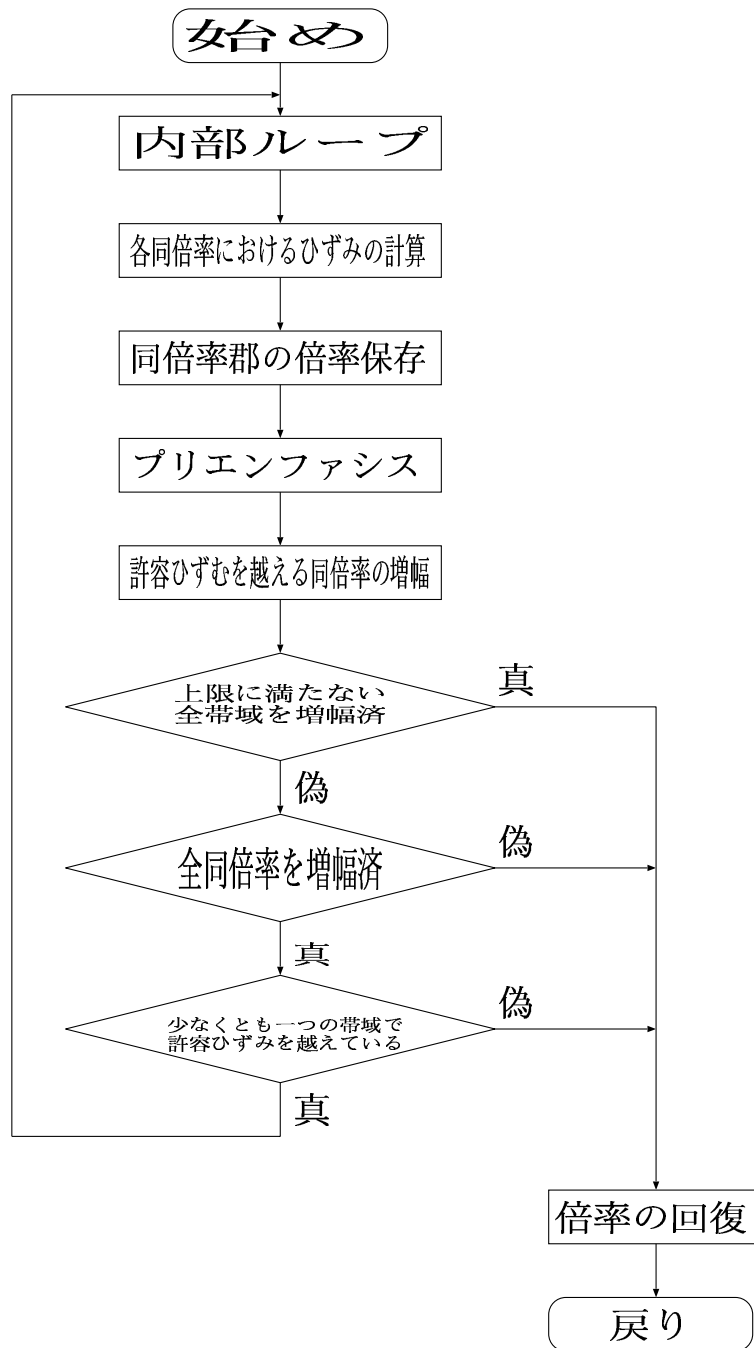 始め
内部ループ
各同倍率におけるひずみの計算
同倍率郡の倍率保存
プリエンファシス
許容ひずむを越える同倍率の増幅
上限に満たない
全帯域を増幅済
真
偽
全同倍率を増幅済
偽
真
少なくとも一つの帯域で
許容ひずみを越えている
偽
真
倍率の回復
戻り